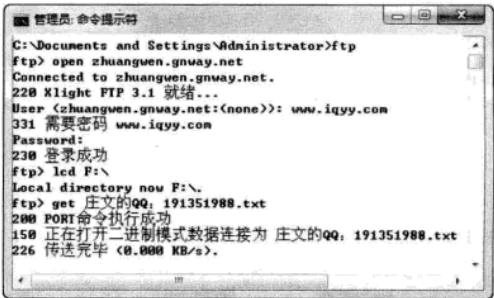 管理员: 命令提示符
C:\Documents and Settings\Administrator>ftp
ftp> open zhuangwen.gnway.net
Connected to zhuangwen.gnway.net.
220 Xlight FTP 3.1 就绪...
User (zhuangwen.gnway.net:(none)): www.iqyy.com
331 需要密码 www.iqyy.com
Password:
230 登录成功
ftp> lcd F:\
Local directory now F:\.
ftp> get 庄文的QQ：191351988.txt
200 PORT命令执行成功
150 正在打开二进制模式数据连接为 庄文的QQ：191351988.txt
226 传送完毕 (0.000 KB/s).